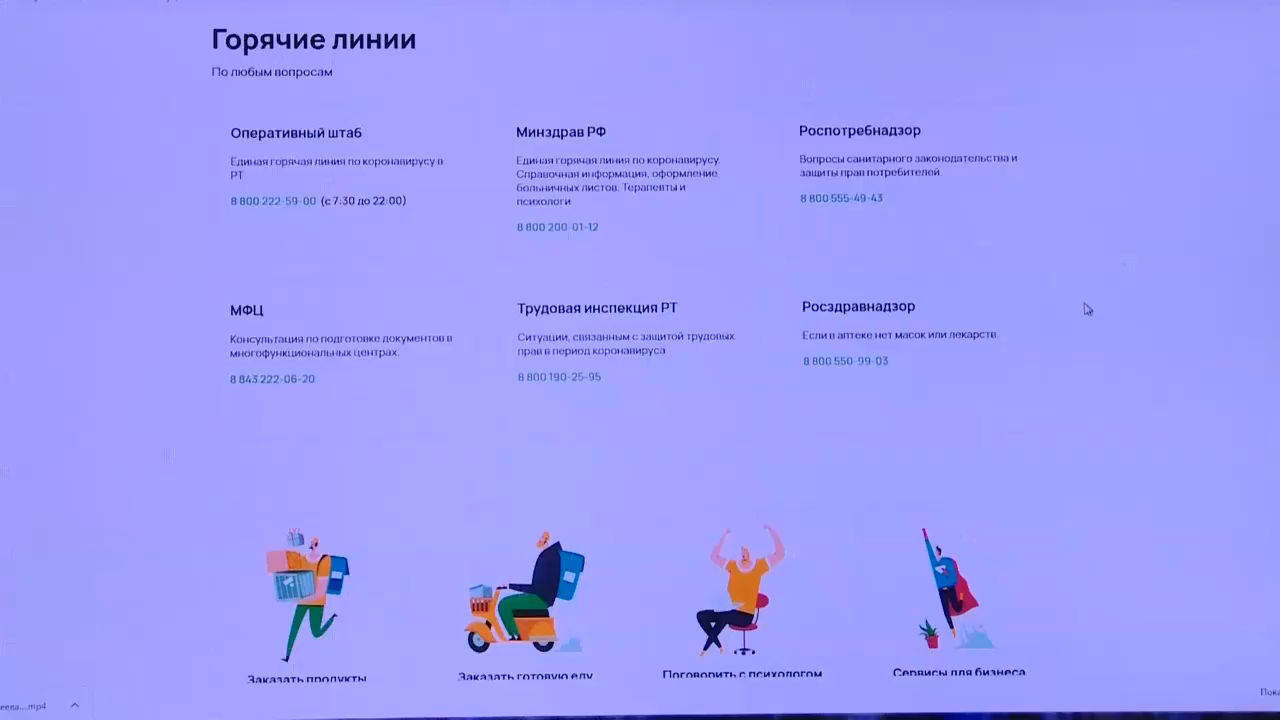 Горячие линии
По любым вопросам
Оперативный штаб
Единая горячая линия по коронавирусу в
РТ
8 800 222-59-00 (с 7:30 до 22:00)
Минздрав РФ
Единая горячая линия по коронавирусу.
Справочная информация, оформление
больничных листов. Терапевты и
психологи
8 800 200-01-12
Роспотребнадзор
Вопросы санитарного законодательства и
защиты прав потребителей.
8 800 555-49-43
МФЦ
Консультация по подготовке документов в
многофункциональных центрах.
8 843 222-06-20
Трудовая инспекция РТ
Ситуации, связанным с защитой трудовых
прав в период коронавируса
8 800 190-25-95
Росздравнадзор
Если в аптеке нет масок или лекарств.
8 800 550-99-03
Заказать продукты
Заказать готовую еду
Поговорить с психологом
Сервисы для бизнеса
еева....mp4
Пока